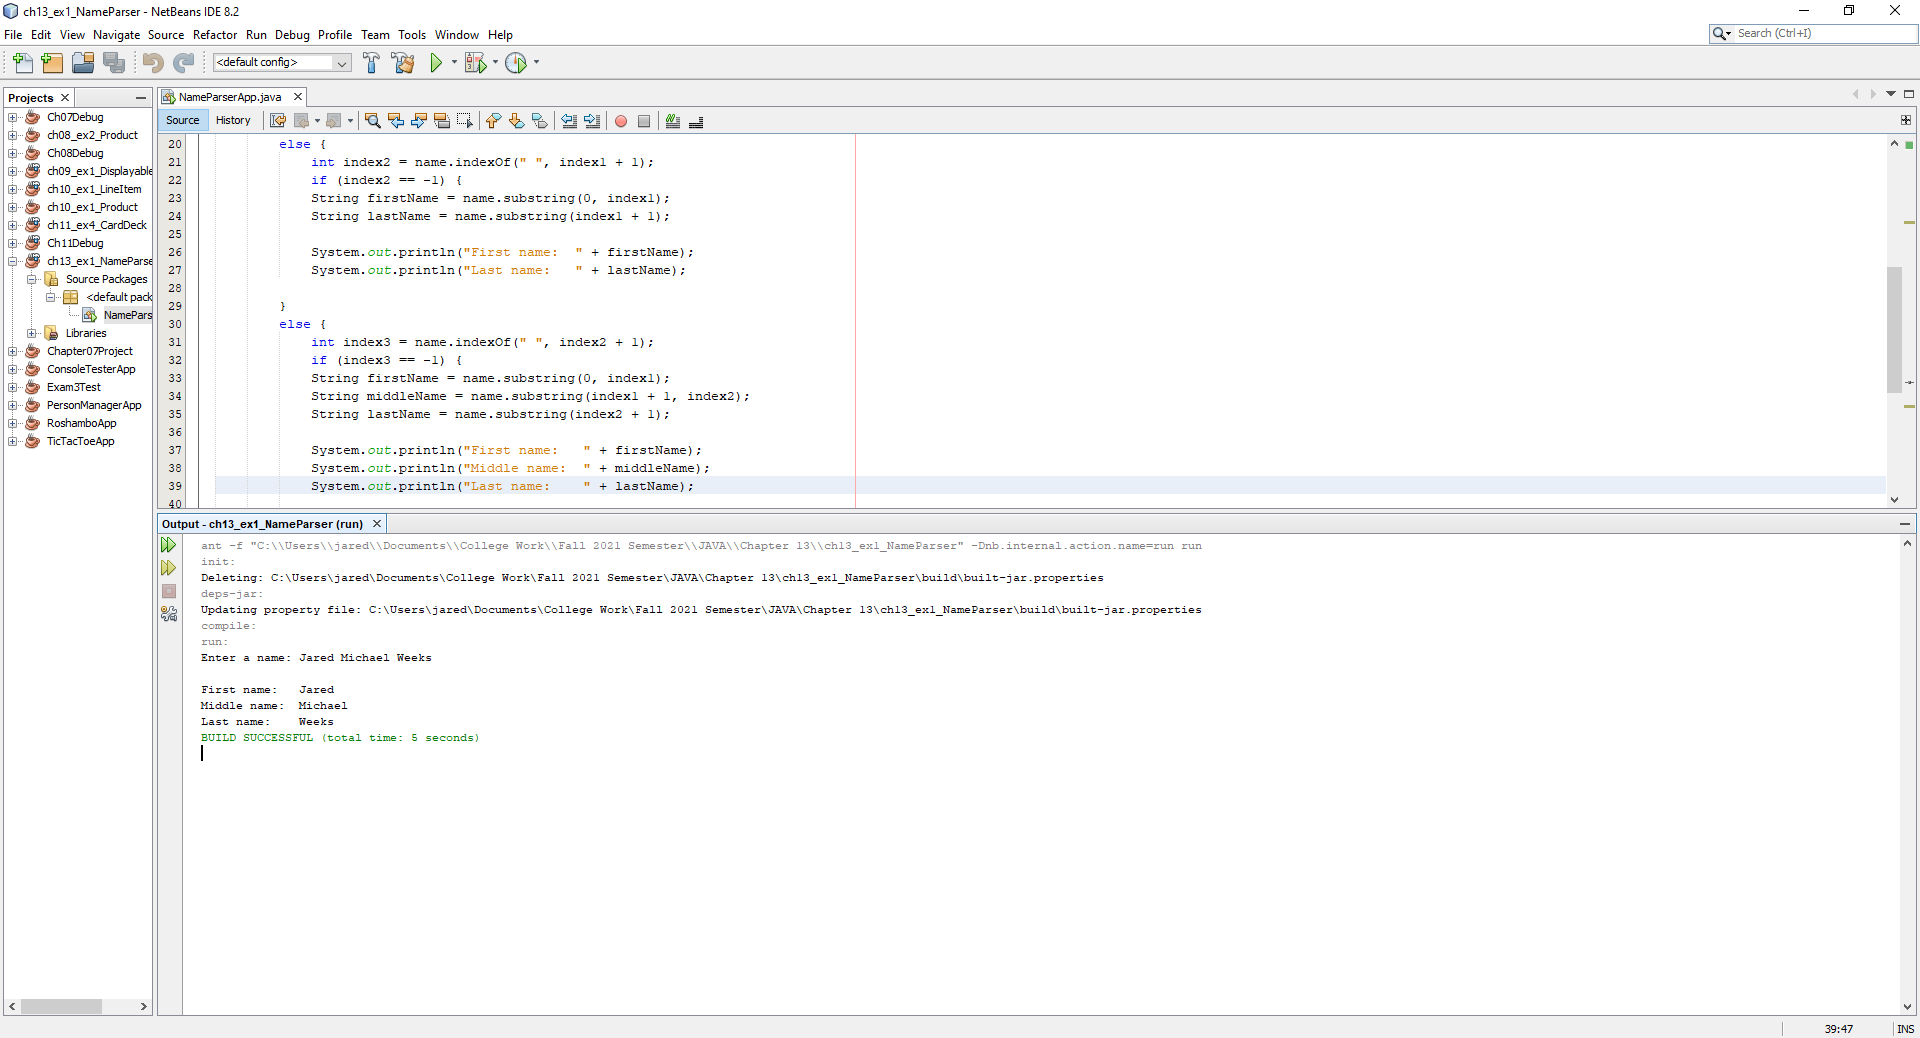 ch13_ex1_NameParser - NetBeans IDE 8.2
File Edit View Navigate Source Refactor Run Debug Profile Team Tools Window Help
Search (Ctrl+I)
<default config>
Projects
Ch07Debug
ch08_ex2_Product
Ch08Debug
ch09_ex1_Displayable
ch10_ex1_LineItem
ch10_ex1_Product
ch11_ex4_CardDeck
Ch11Debug
ch13_ex1_NameParse
Source Packages
<default pack
NamePars
Libraries
Chapter07Project
ConsoleTesterApp
Exam3Test
PersonManagerApp
RoshamboApp
TicTacToeApp
NameParserApp.java
Source History
20 else {
21 int index2 = name.indexOf(" ", index1 + 1);
22 if (index2 == -1) {
23 String firstName = name.substring(0, index1);
24 String lastName = name.substring(index1 + 1);
25
26 System.out.println("First name:  " + firstName);
27 System.out.println("Last name:   " + lastName);
28
29 }
30 else {
31 int index3 = name.indexOf(" ", index2 + 1);
32 if (index3 == -1) {
33 String firstName = name.substring(0, index1);
34 String middleName = name.substring(index1 + 1, index2);
35 String lastName = name.substring(index2 + 1);
36
37 System.out.println("First name:   " + firstName);
38 System.out.println("Middle name:  " + middleName);
39 System.out.println("Last name:    " + lastName);
40
Output - ch13_ex1_NameParser (run)
ant -f "C:\\Users\\jared\\Documents\\College Work\\Fall 2021 Semester\\JAVA\\Chapter 13\\ch13_ex1_NameParser" -Dnb.internal.action.name=run run
init:
Deleting: C:\Users\jared\Documents\College Work\Fall 2021 Semester\JAVA\Chapter 13\ch13_ex1_NameParser\build\built-jar.properties
deps-jar:
Updating property file: C:\Users\jared\Documents\College Work\Fall 2021 Semester\JAVA\Chapter 13\ch13_ex1_NameParser\build\built-jar.properties
compile:
run:
Enter a name: Jared Michael Weeks
First name:   Jared
Middle name:  Michael
Last name:    Weeks
BUILD SUCCESSFUL (total time: 5 seconds)
39:47 INS